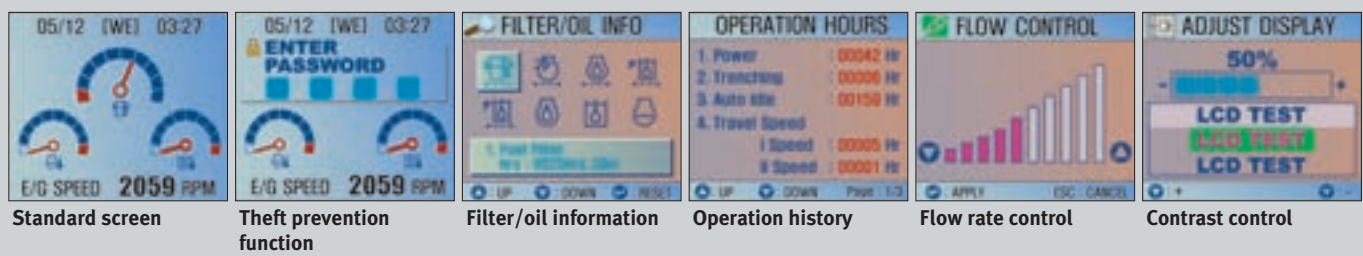 05/12 [WE] 03:27
E/G SPEED 2059 RPM
Standard screen
05/12 [WE] 03:27
ENTER
PASSWORD
E/G SPEED 2059 RPM
Theft prevention
function
FILTER/OIL INFO
1. Fuel Filter
UP DOWN RESET
Filter/oil information
OPERATION HOURS
1. Power : 00042 Hr
2. Trenching : 00006 Hr
3. Auto Idle : 00150 Hr
4. Travel Speed
I Speed : 00005 Hr
II Speed : 00001 Hr
UP DOWN Page : 1/3
Operation history
FLOW CONTROL
: APPLY ESC : CANCEL
Flow rate control
ADJUST DISPLAY
50%
- +
LCD TEST
LCD TEST
LCD TEST
+ -
Contrast control